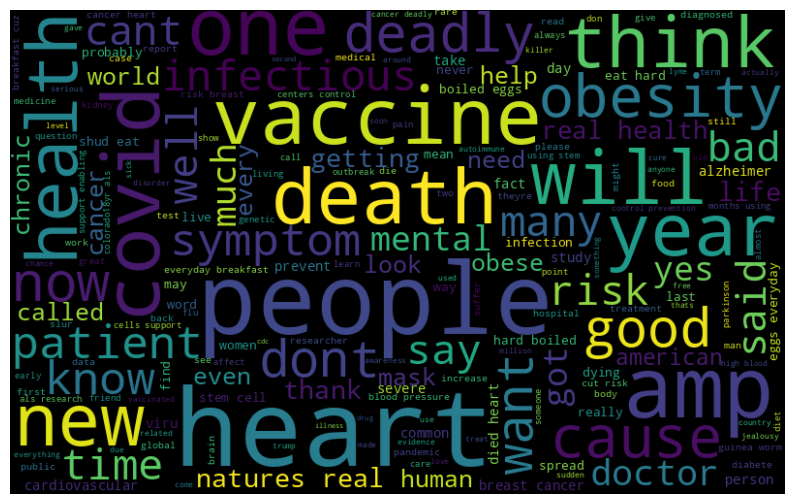 cancer heart
cant
one
deadly
cancer deadly
rare
gave
always
killer
read
don
give
diagnosed
think
breakfast cuz
probably
case
report
second
medical
around
never
take
help
day
eat hard
lyme
term
actually
world
infectious
boiled eggs
obesity
medicine
kidney
risk breast
centers control
health
covid
serious
level
question
show
pain
vaccine
autoimmune
real health
still
using stem
please
bad
chronic
shud eat
well
every
much
call
getting
mean
need
fact
might
cure
anyone
food
old
alzheimer
life
sick
disorder
cancer
support enabling
colorado18yr als
living
outbreak
die
theyre
two
death
will
control prevention
months using
test
live
genetic
many
year
work
chance
great
symptom
mental
infection
study
almost
now
everyday breakfast
prevent
learn
look
obese
used
point
something
risk
yes
free
thats
last
said
parkinson
eggs everyday
called
may
word
flu
way
suffer
people
hospital
treatment
man
good
patient
slur
cells support
back
data
women
cdc
researcher
dont
say
hard boiled
got
american
high blood
early
first
find
see
affect
even
thank
awareness
mask
severe
increase
million
dying
cut risk
body
know
als research
friend
vaccinated
stem cell
blood pressure
died heart
want
really
someone
amp
diet
country
jealousy
new
related
global
viru
brain
trump
illness
drug
made
use
evidence
pandemic
treat
common
cause
spread
sudden
guinea worm
diabete
everything
public
due
time
cardiovascular
come
heart
natures real
human
care
love
breast cancer
doctor
person